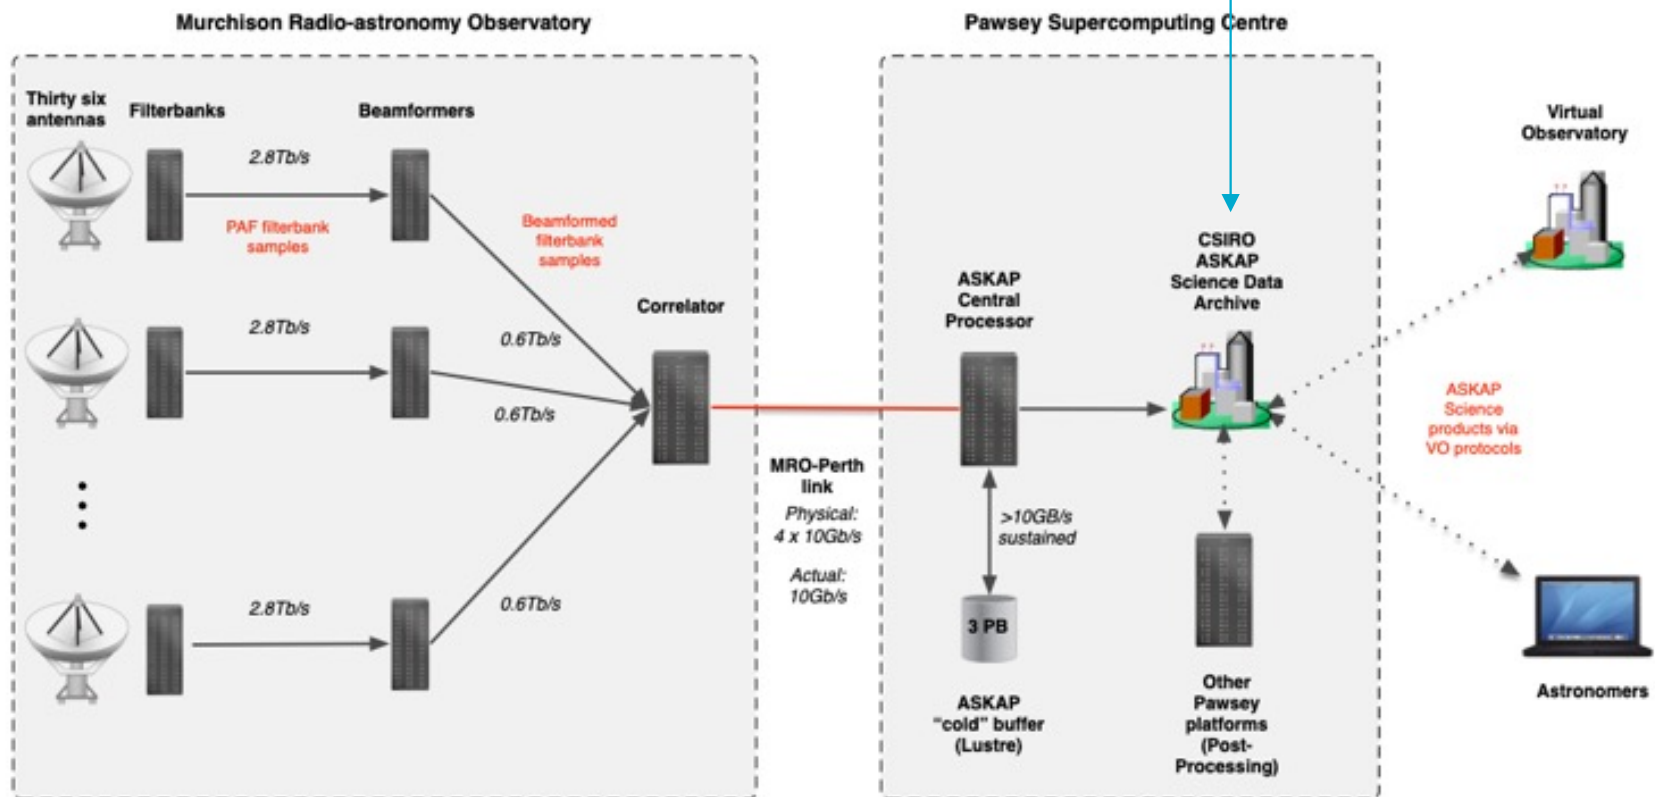 Murchison Radio-astronomy Observatory
Pawsey Supercomputing Centre
Thirty six
antennas
Filterbanks
Beamformers
2.8Tb/s
PAF filterbank
samples
Beamformed
filterbank
samples
2.8Tb/s
0.6Tb/s
0.6Tb/s
Correlator
2.8Tb/s
0.6Tb/s
MRO-Perth
link
Physical:
4 x 10Gb/s
Actual:
10Gb/s
ASKAP
Central
Processor
CSIRO
ASKAP
Science Data
Archive
>10GB/s
sustained
3 PB
ASKAP
"cold" buffer
(Lustre)
Other
Pawsey
platforms
(Post-
Processing)
Virtual
Observatory
ASKAP
Science
products via
VO protocols
Astronomers